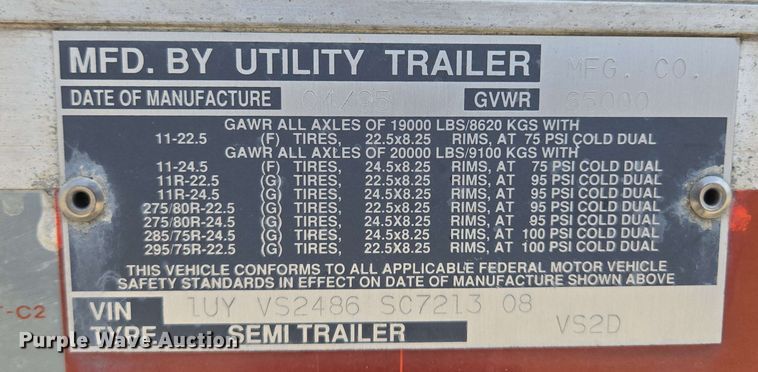 MFD. BY UTILITY TRAILER MFG. CO.
DATE OF MANUFACTURE 04/95 GVWR 65000
GAWR ALL AXLES OF 19000 LBS/8620 KGS WITH
11-22.5 (F) TIRES, 22.5x8.25 RIMS, AT 75 PSI COLD DUAL
GAWR ALL AXLES OF 20000 LBS/9100 KGS WITH
11-24.5 (F) TIRES, 24.5x8.25 RIMS, AT 75 PSI COLD DUAL
11R-22.5 (G) TIRES, 22.5x8.25 RIMS, AT 95 PSI COLD DUAL
11R-24.5 (G) TIRES, 24.5x8.25 RIMS, AT 95 PSI COLD DUAL
275/80R-22.5 (G) TIRES, 22.5X8.25 RIMS, AT 95 PSI COLD DUAL
275/80R-24.5 (G) TIRES, 24.5X8.25 RIMS, AT 95 PSI COLD DUAL
285/75R-24.5 (G) TIRES, 24.5X8.25 RIMS, AT 100 PSI COLD DUAL
295/75R-22.5 (G) TIRES, 22.5X8.25 RIMS, AT 100 PSI COLD DUAL
THIS VEHICLE CONFORMS TO ALL APPLICABLE FEDERAL MOTOR VEHICLE
SAFETY STANDARDS IN EFFECT ON DATE OF MANUFACTURE SHOWN ABOVE
VIN 1UY VS2486 SC7213 08
TYPE SEMI TRAILER VS2D
T-C2
Purple Wave Auction